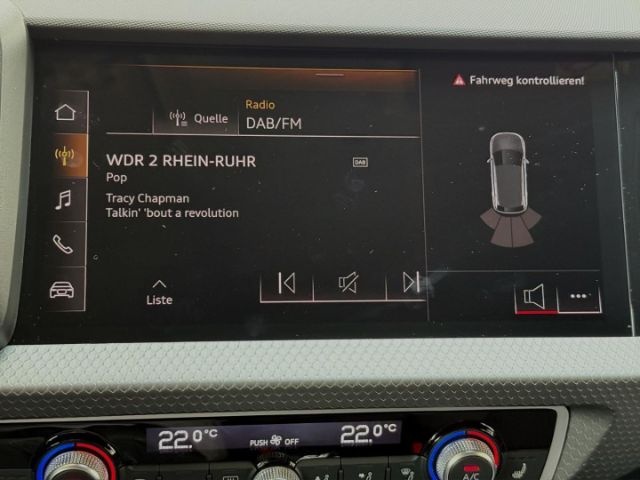 Fahrweg kontrollieren!
Radio
Quelle
DAB/FM
WDR 2 RHEIN-RUHR
DAB
Pop
Tracy Chapman
Talkin' 'bout a revolution
Liste
22.0°C
PUSH OFF
22.0°C
A/C